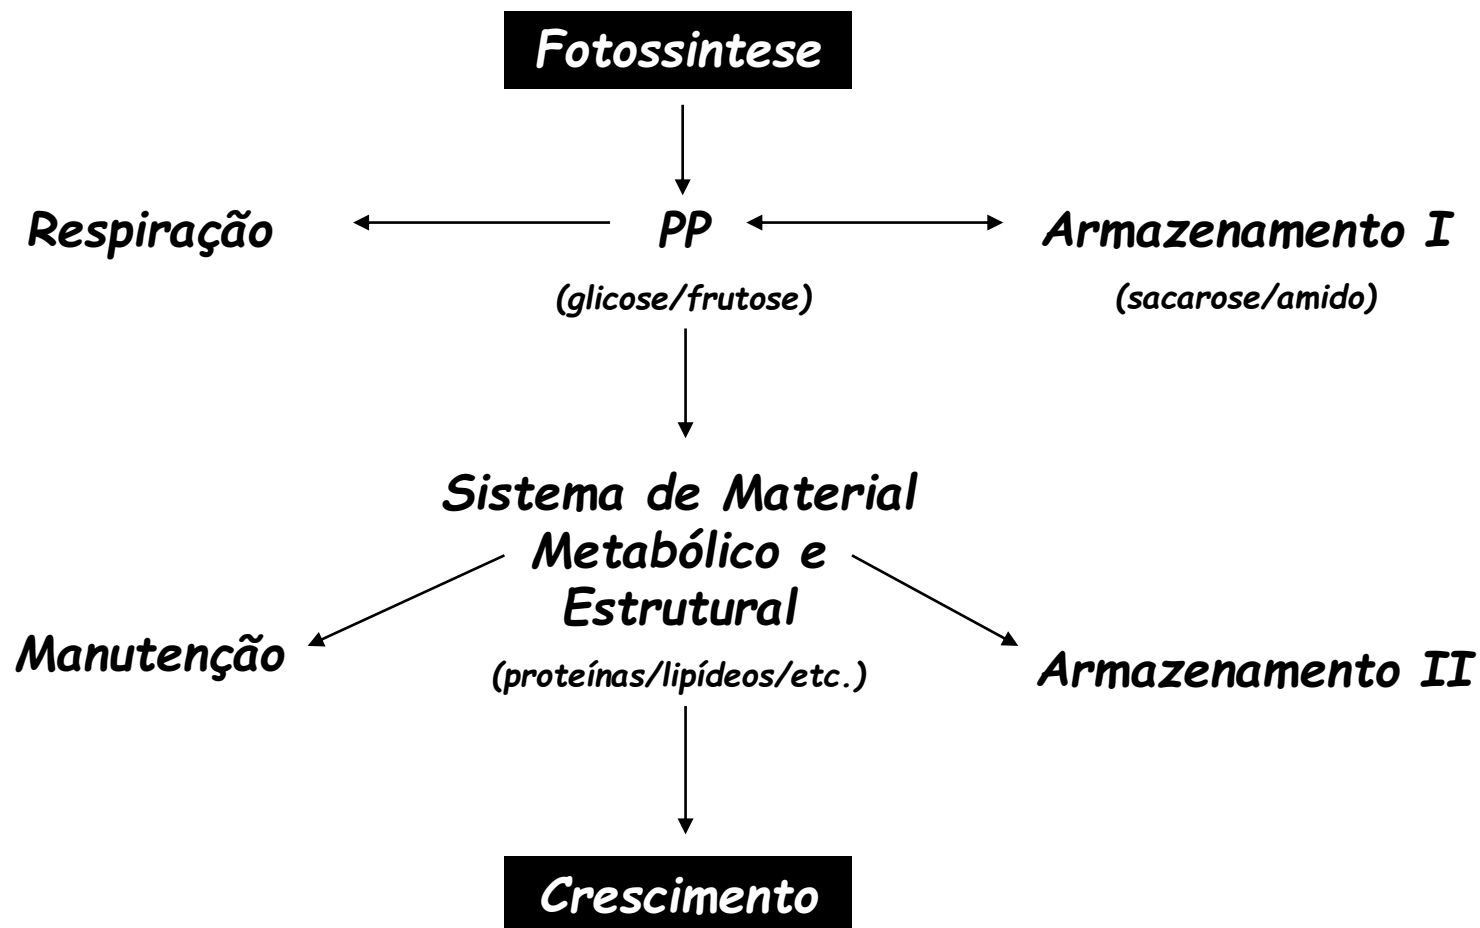 Fotossintese
Respiração
PP
Armazenamento I
(glicose/frutose)
(sacarose/amido)
Sistema de Material
Metabólico e
Estrutural
Manutenção
(proteínas/lipídeos/etc.)
Armazenamento II
Crescimento